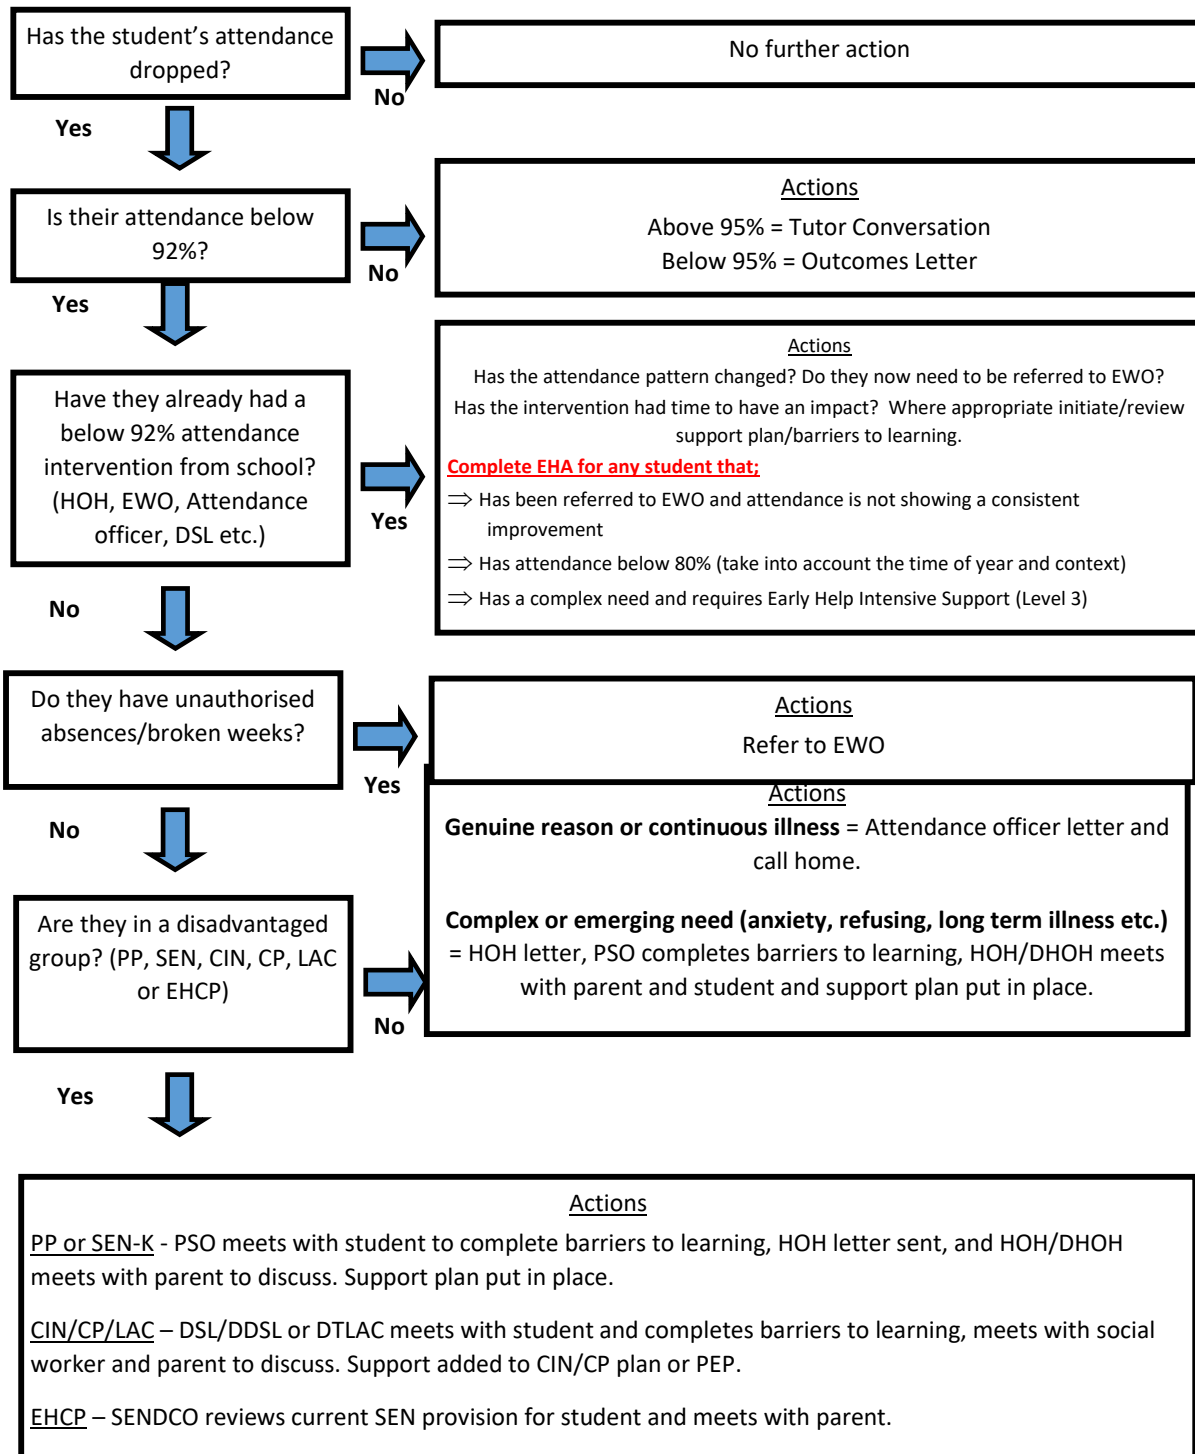 Has the student’s attendance
dropped?
No
No further action
Yes
Is their attendance below
92%?
No
Actions
Above 95% = Tutor Conversation
Below 95% = Outcomes Letter
Yes
Have they already had a
below 92% attendance
intervention from school?
(HOH, EWO, Attendance
officer, DSL etc.)
Yes
Actions
Has the attendance pattern changed? Do they now need to be referred to EWO?
Has the intervention had time to have an impact? Where appropriate initiate/review
support plan/barriers to learning.
Complete EHA for any student that;
⇒ Has been referred to EWO and attendance is not showing a consistent
improvement
⇒ Has attendance below 80% (take into account the time of year and context)
⇒ Has a complex need and requires Early Help Intensive Support (Level 3)
No
Do they have unauthorised
absences/broken weeks?
Yes
Actions
Refer to EWO
No
Are they in a disadvantaged
group? (PP, SEN, CIN, CP, LAC
or EHCP)
No
Actions
Genuine reason or continuous illness = Attendance officer letter and
call home.
Complex or emerging need (anxiety, refusing, long term illness etc.)
= HOH letter, PSO completes barriers to learning, HOH/DHOH meets
with parent and student and support plan put in place.
Yes
Actions
PP or SEN-K - PSO meets with student to complete barriers to learning, HOH letter sent, and HOH/DHOH
meets with parent to discuss. Support plan put in place.
CIN/CP/LAC – DSL/DDSL or DTLAC meets with student and completes barriers to learning, meets with social
worker and parent to discuss. Support added to CIN/CP plan or PEP.
EHCP – SENDCO reviews current SEN provision for student and meets with parent.